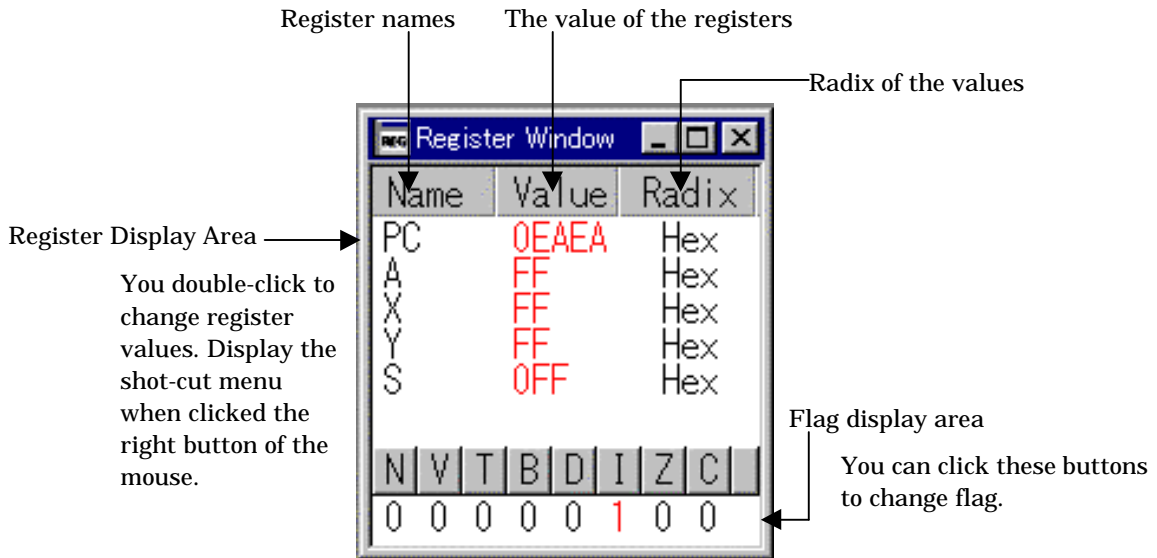 Register names
The value of the registers
Radix of the values
REG Register Window
Name Value Radix
Register Display Area
PC 0EAEA Hex
A FF Hex
X FF Hex
Y FF Hex
S 0FF Hex
You double-click to
change register
values. Display the
shot-cut menu
when clicked the
right button of the
mouse.
Flag display area
N V T B D I Z C
0 0 0 0 0 1 0 0
You can click these buttons
to change flag.